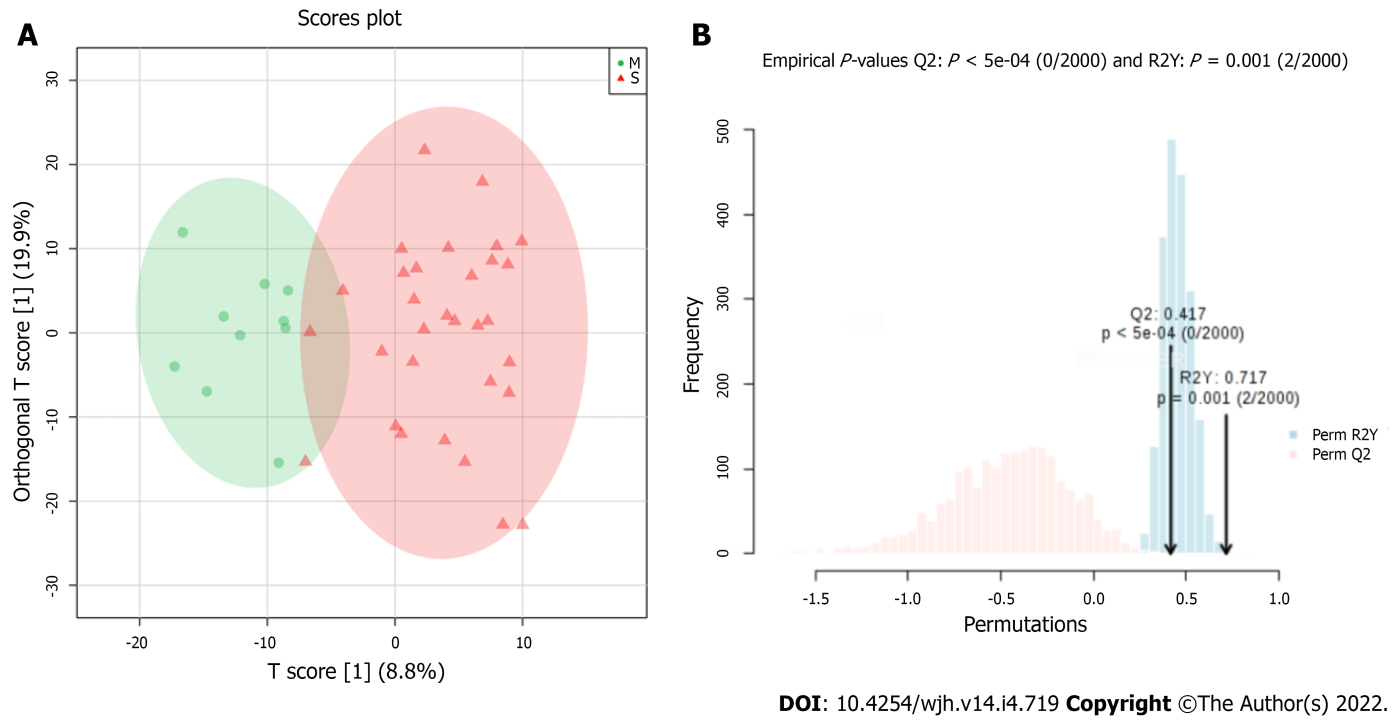 A
Scores plot
M
S
30
20
10
0
-10
-20
-30
Orthogonal T score [1] (19.9%)
-20
-10
0
10
T score [1] (8.8%)
B
Empirical P-values Q2: P < 5e-04 (0/2000) and R2Y: P = 0.001 (2/2000)
500
400
300
200
100
0
Frequency
Q2: 0.417
p < 5e-04 (0/2000)
R2Y: 0.717
p = 0.001 (2/2000)
Perm R2Y
Perm Q2
-1.5
-1.0
-0.5
0.0
0.5
1.0
Permutations
DOI: 10.4254/wjh.v14.i4.719 Copyright ©The Author(s) 2022.